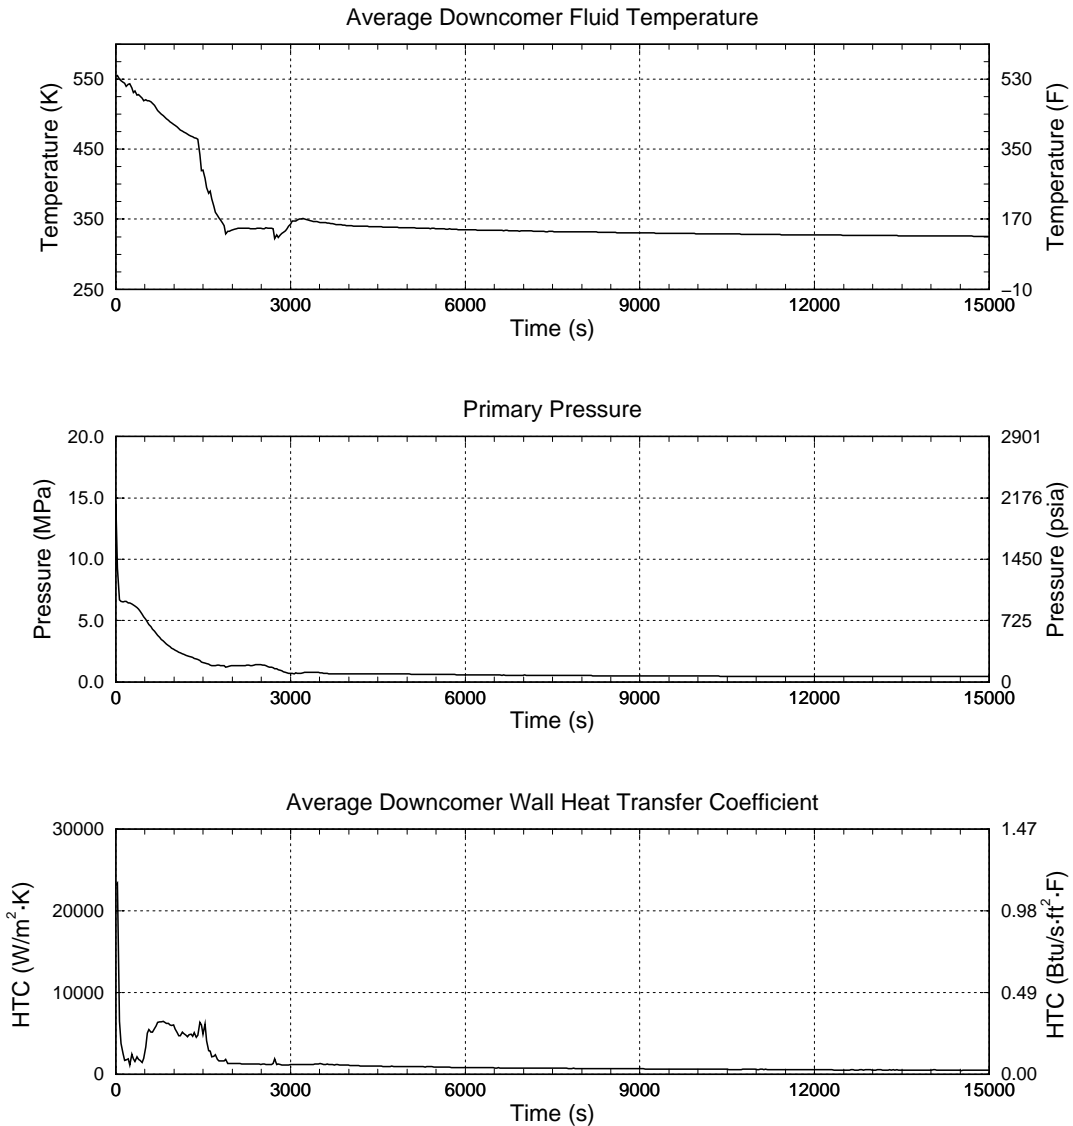 Average Downcomer Fluid Temperature
550
450
350
250
Temperature (K)
530
350
170
−10
Temperature (F)
0 3000 6000 9000 12000 15000
Time (s)
Primary Pressure
20.0
15.0
10.0
5.0
0.0
Pressure (MPa)
2901
2176
1450
725
0
Pressure (psia)
0 3000 6000 9000 12000 15000
Time (s)
Average Downcomer Wall Heat Transfer Coefficient
30000
20000
10000
0
HTC (W/m²·K)
1.47
0.98
0.49
0.00
HTC (Btu/s·ft²·F)
0 3000 6000 9000 12000 15000
Time (s)